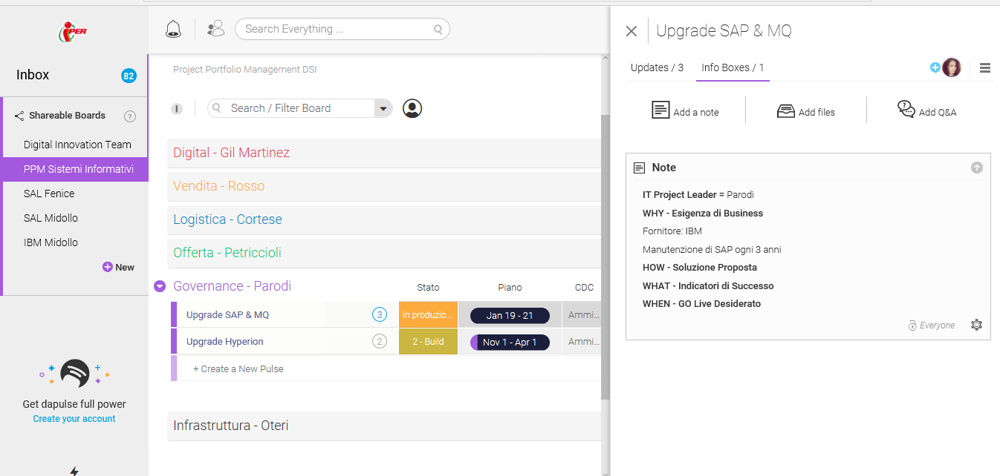 iPER
Search Everything ...
Inbox
82
Shareable Boards
?
Digital Innovation Team
PPM Sistemi Informativi
SAL Fenice
SAL Midollo
IBM Midollo
New
Get dapulse full power
Create your account
Project Portfolio Management DSI
Search / Filter Board
Digital - Gil Martinez
Vendita - Rosso
Logistica - Cortese
Offerta - Petriccioli
Governance - Parodi Stato Piano CDC
Upgrade SAP & MQ 3 In produzio... Jan 19 - 21 Ammi...
Upgrade Hyperion 2 2 - Build Nov 1 - Apr 1 Ammi...
+ Create a New Pulse
Infrastruttura - Oteri
Upgrade SAP & MQ
Updates / 3 Info Boxes / 1
Add a note Add files Add Q&A
Note
IT Project Leader = Parodi
WHY - Esigenza di Business
Fornitore: IBM
Manutenzione di SAP ogni 3 anni
HOW - Soluzione Proposta
WHAT - Indicatori di Successo
WHEN - GO Live Desiderato
Everyone